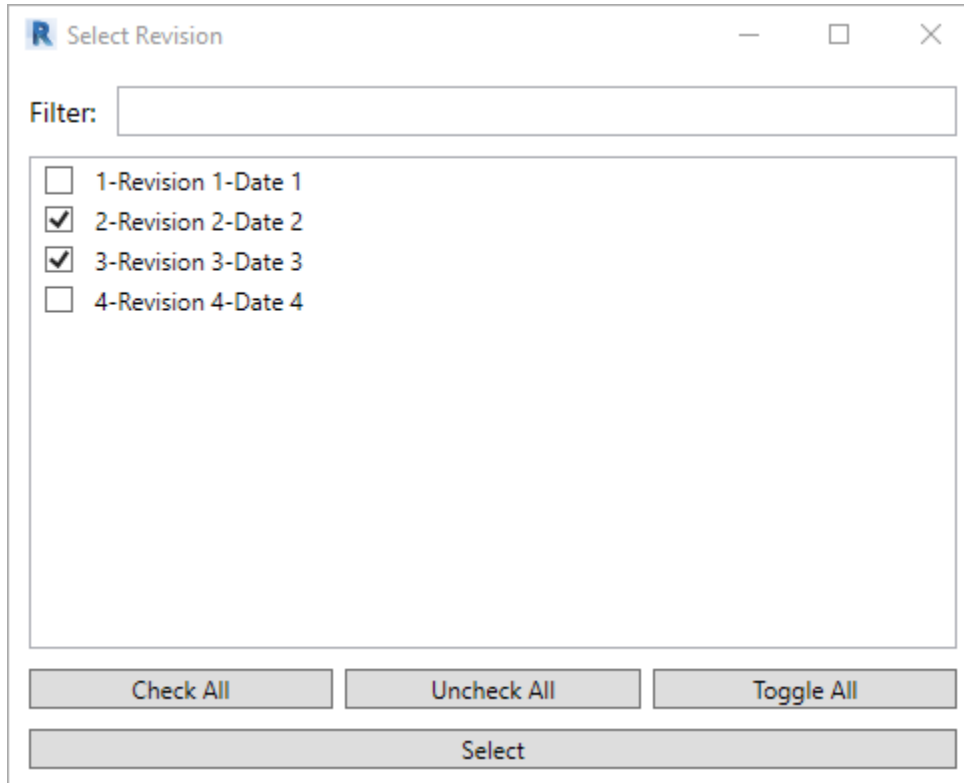 R Select Revision
Filter:
1-Revision 1-Date 1
2-Revision 2-Date 2
3-Revision 3-Date 3
4-Revision 4-Date 4
Check All Uncheck All Toggle All
Select